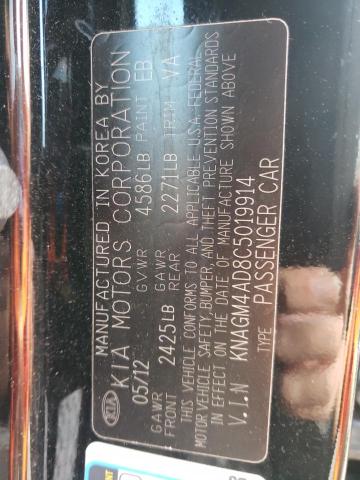 MANUFACTURED IN KOREA BY
KIA MOTORS CORPORATION
KIA
05/12 GVWR 4586LB PAINT EB
GAWR FRONT 2425LB GAWR REAR 2271LB TRIM VA
THIS VEHICLE CONFORMS TO ALL APPLICABLE U.S.A. FEDERAL
MOTOR VEHICLE SAFETY, BUMPER, AND THEFT PREVENTION STANDARDS
IN EFFECT ON THE DATE OF MANUFACTURE SHOWN ABOVE
V.I.N KNAGM4AD8C5019914
TYPE PASSENGER CAR